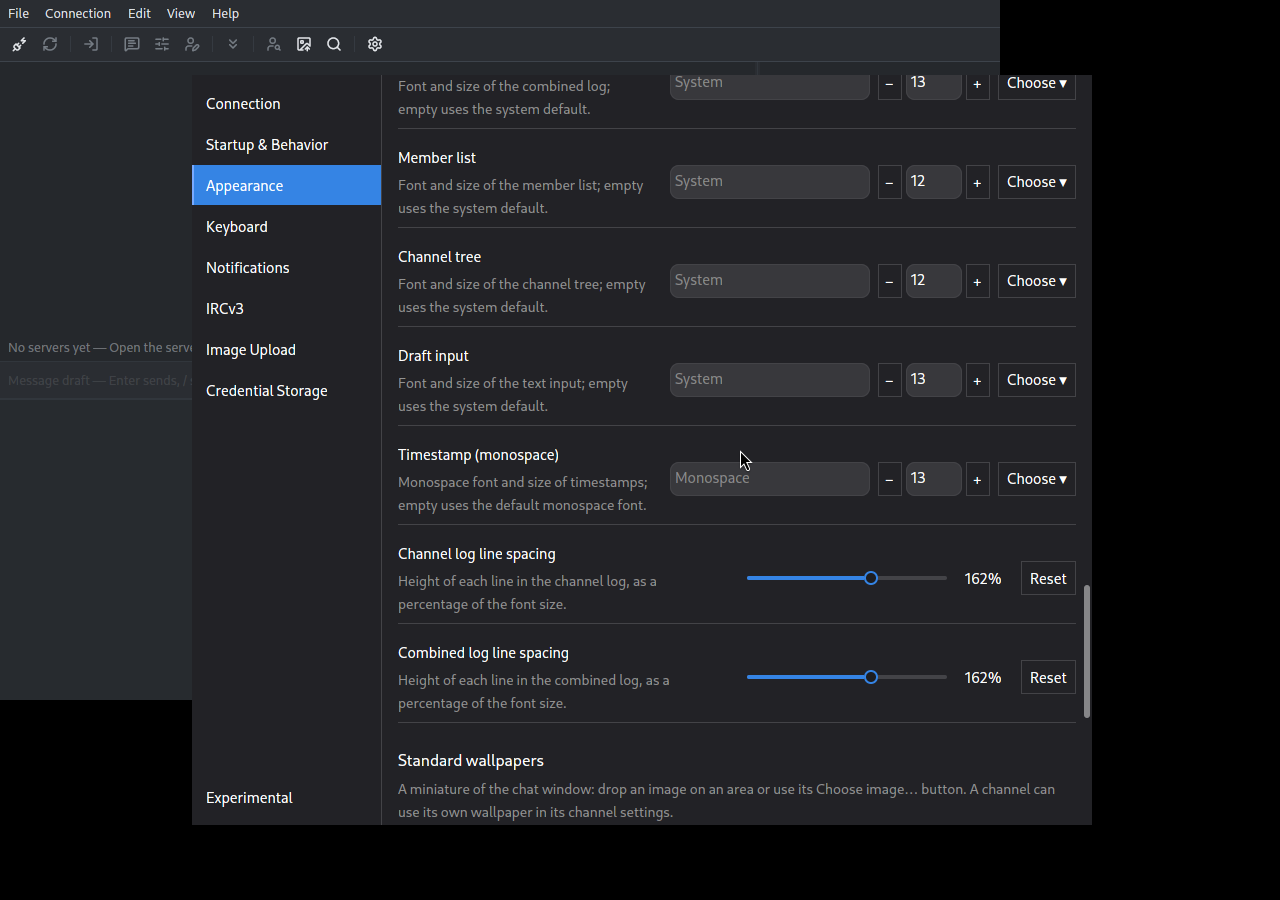 File Connection Edit View Help
Connection
Startup & Behavior
Appearance
Keyboard
Notifications
IRCv3
Image Upload
Credential Storage
Experimental
No servers yet — Open the serve
Message draft — Enter sends, /
Font and size of the combined log;
empty uses the system default.
System – 13 + Choose ▾
Member list
Font and size of the member list; empty
uses the system default.
System – 12 + Choose ▾
Channel tree
Font and size of the channel tree; empty
uses the system default.
System – 12 + Choose ▾
Draft input
Font and size of the text input; empty
uses the system default.
System – 13 + Choose ▾
Timestamp (monospace)
Monospace font and size of timestamps;
empty uses the default monospace font.
Monospace – 13 + Choose ▾
Channel log line spacing
Height of each line in the channel log, as a
percentage of the font size.
162% Reset
Combined log line spacing
Height of each line in the combined log, as a
percentage of the font size.
162% Reset
Standard wallpapers
A miniature of the chat window: drop an image on an area or use its Choose image… button. A channel can
use its own wallpaper in its channel settings.